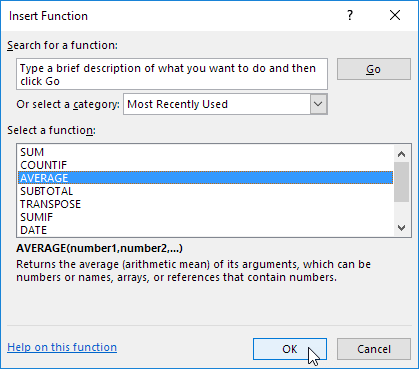 Insert Function
Search for a function:
Type a brief description of what you want to do and then
click Go
Go
Or select a category: Most Recently Used
Select a function:
SUM
COUNTIF
AVERAGE
SUBTOTAL
TRANSPOSE
SUMIF
DATE
AVERAGE(number1,number2,...)
Returns the average (arithmetic mean) of its arguments, which can be
numbers or names, arrays, or references that contain numbers.
Help on this function
OK
Cancel